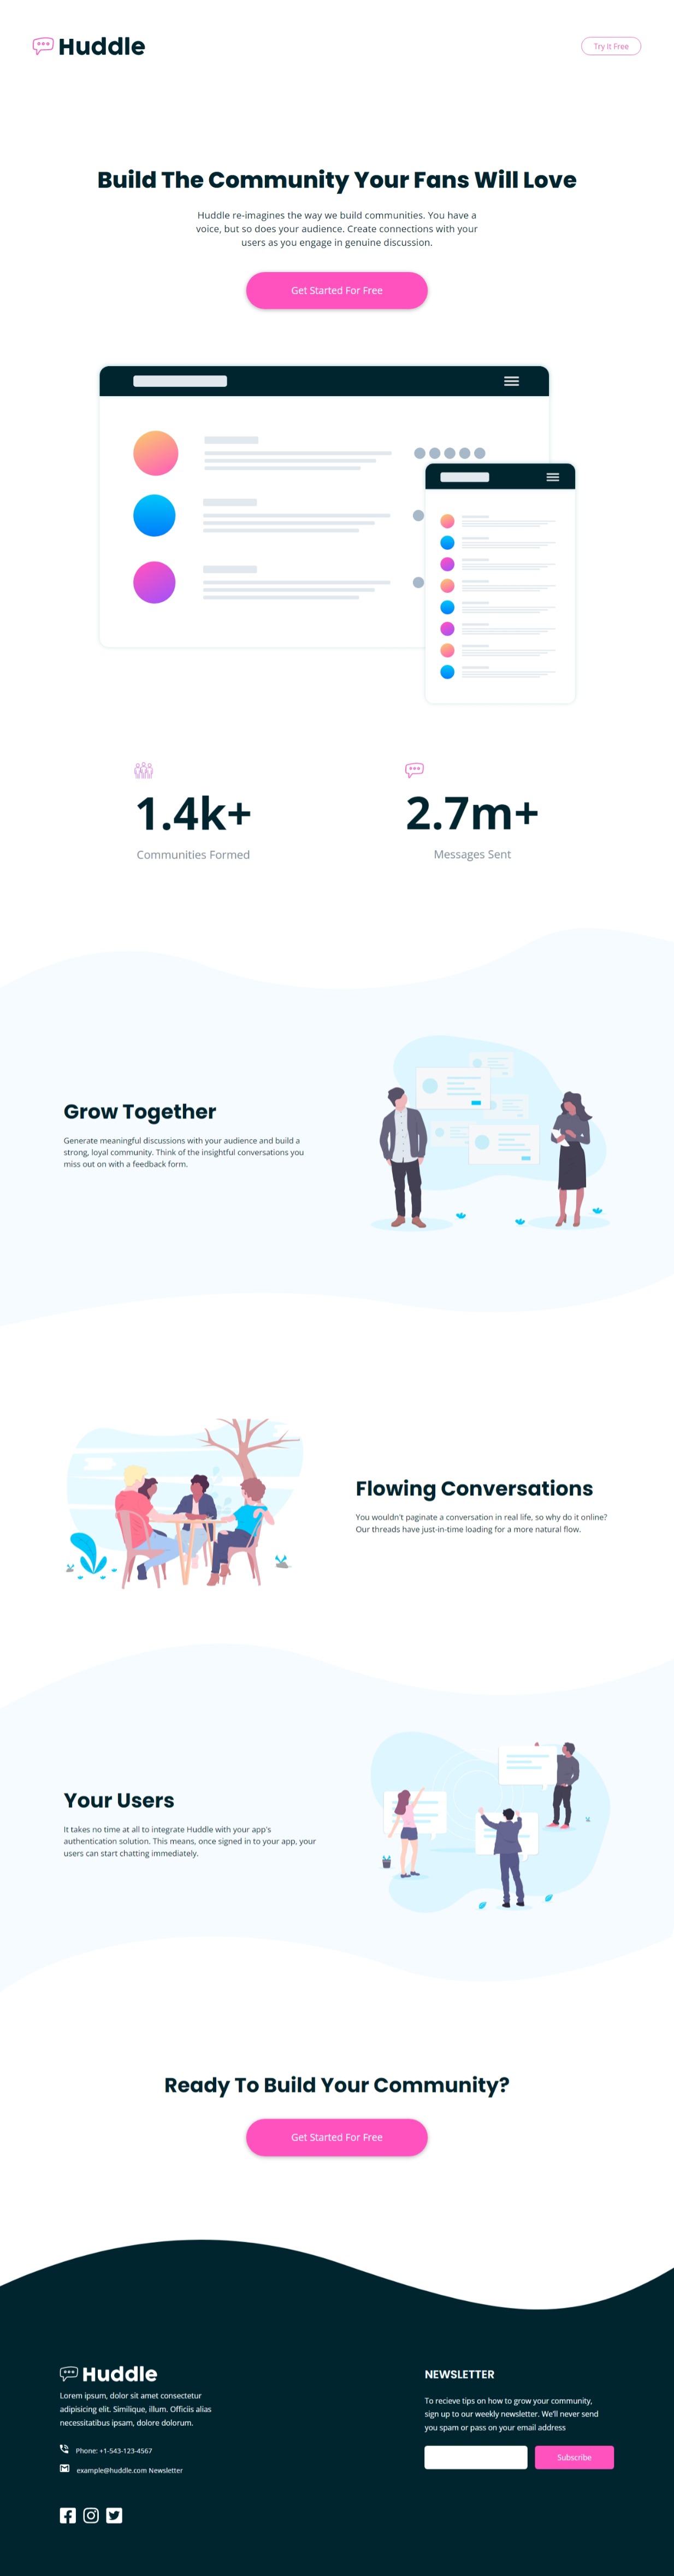 Huddle
Try It Free
Build The Community Your Fans Will Love
Huddle re-imagines the way we build communities. You have a
voice, but so does your audience. Create connections with your
users as you engage in genuine discussion.
Get Started For Free
1.4k+
Communities Formed
2.7m+
Messages Sent
Grow Together
Generate meaningful discussions with your audience and build a
strong, loyal community. Think of the insightful conversations you
miss out on with a feedback form.
Flowing Conversations
You wouldn't paginate a conversation in real life, so why do it online?
Our threads have just-in-time loading for a more natural flow.
Your Users
It takes no time at all to integrate Huddle with your app's
authentication solution. This means, once signed in to your app, your
users can start chatting immediately.
Ready To Build Your Community?
Get Started For Free
Huddle
Lorem ipsum, dolor sit amet consectetur
adipisicing elit. Similique, illum. Officiis alias
necessitatibus ipsam, dolore dolorum.
Phone: +1-543-123-4567
example@huddle.com Newsletter
NEWSLETTER
To recieve tips on how to grow your community,
sign up to our weekly newsletter. We'll never send
you spam or pass on your email address
Subscribe